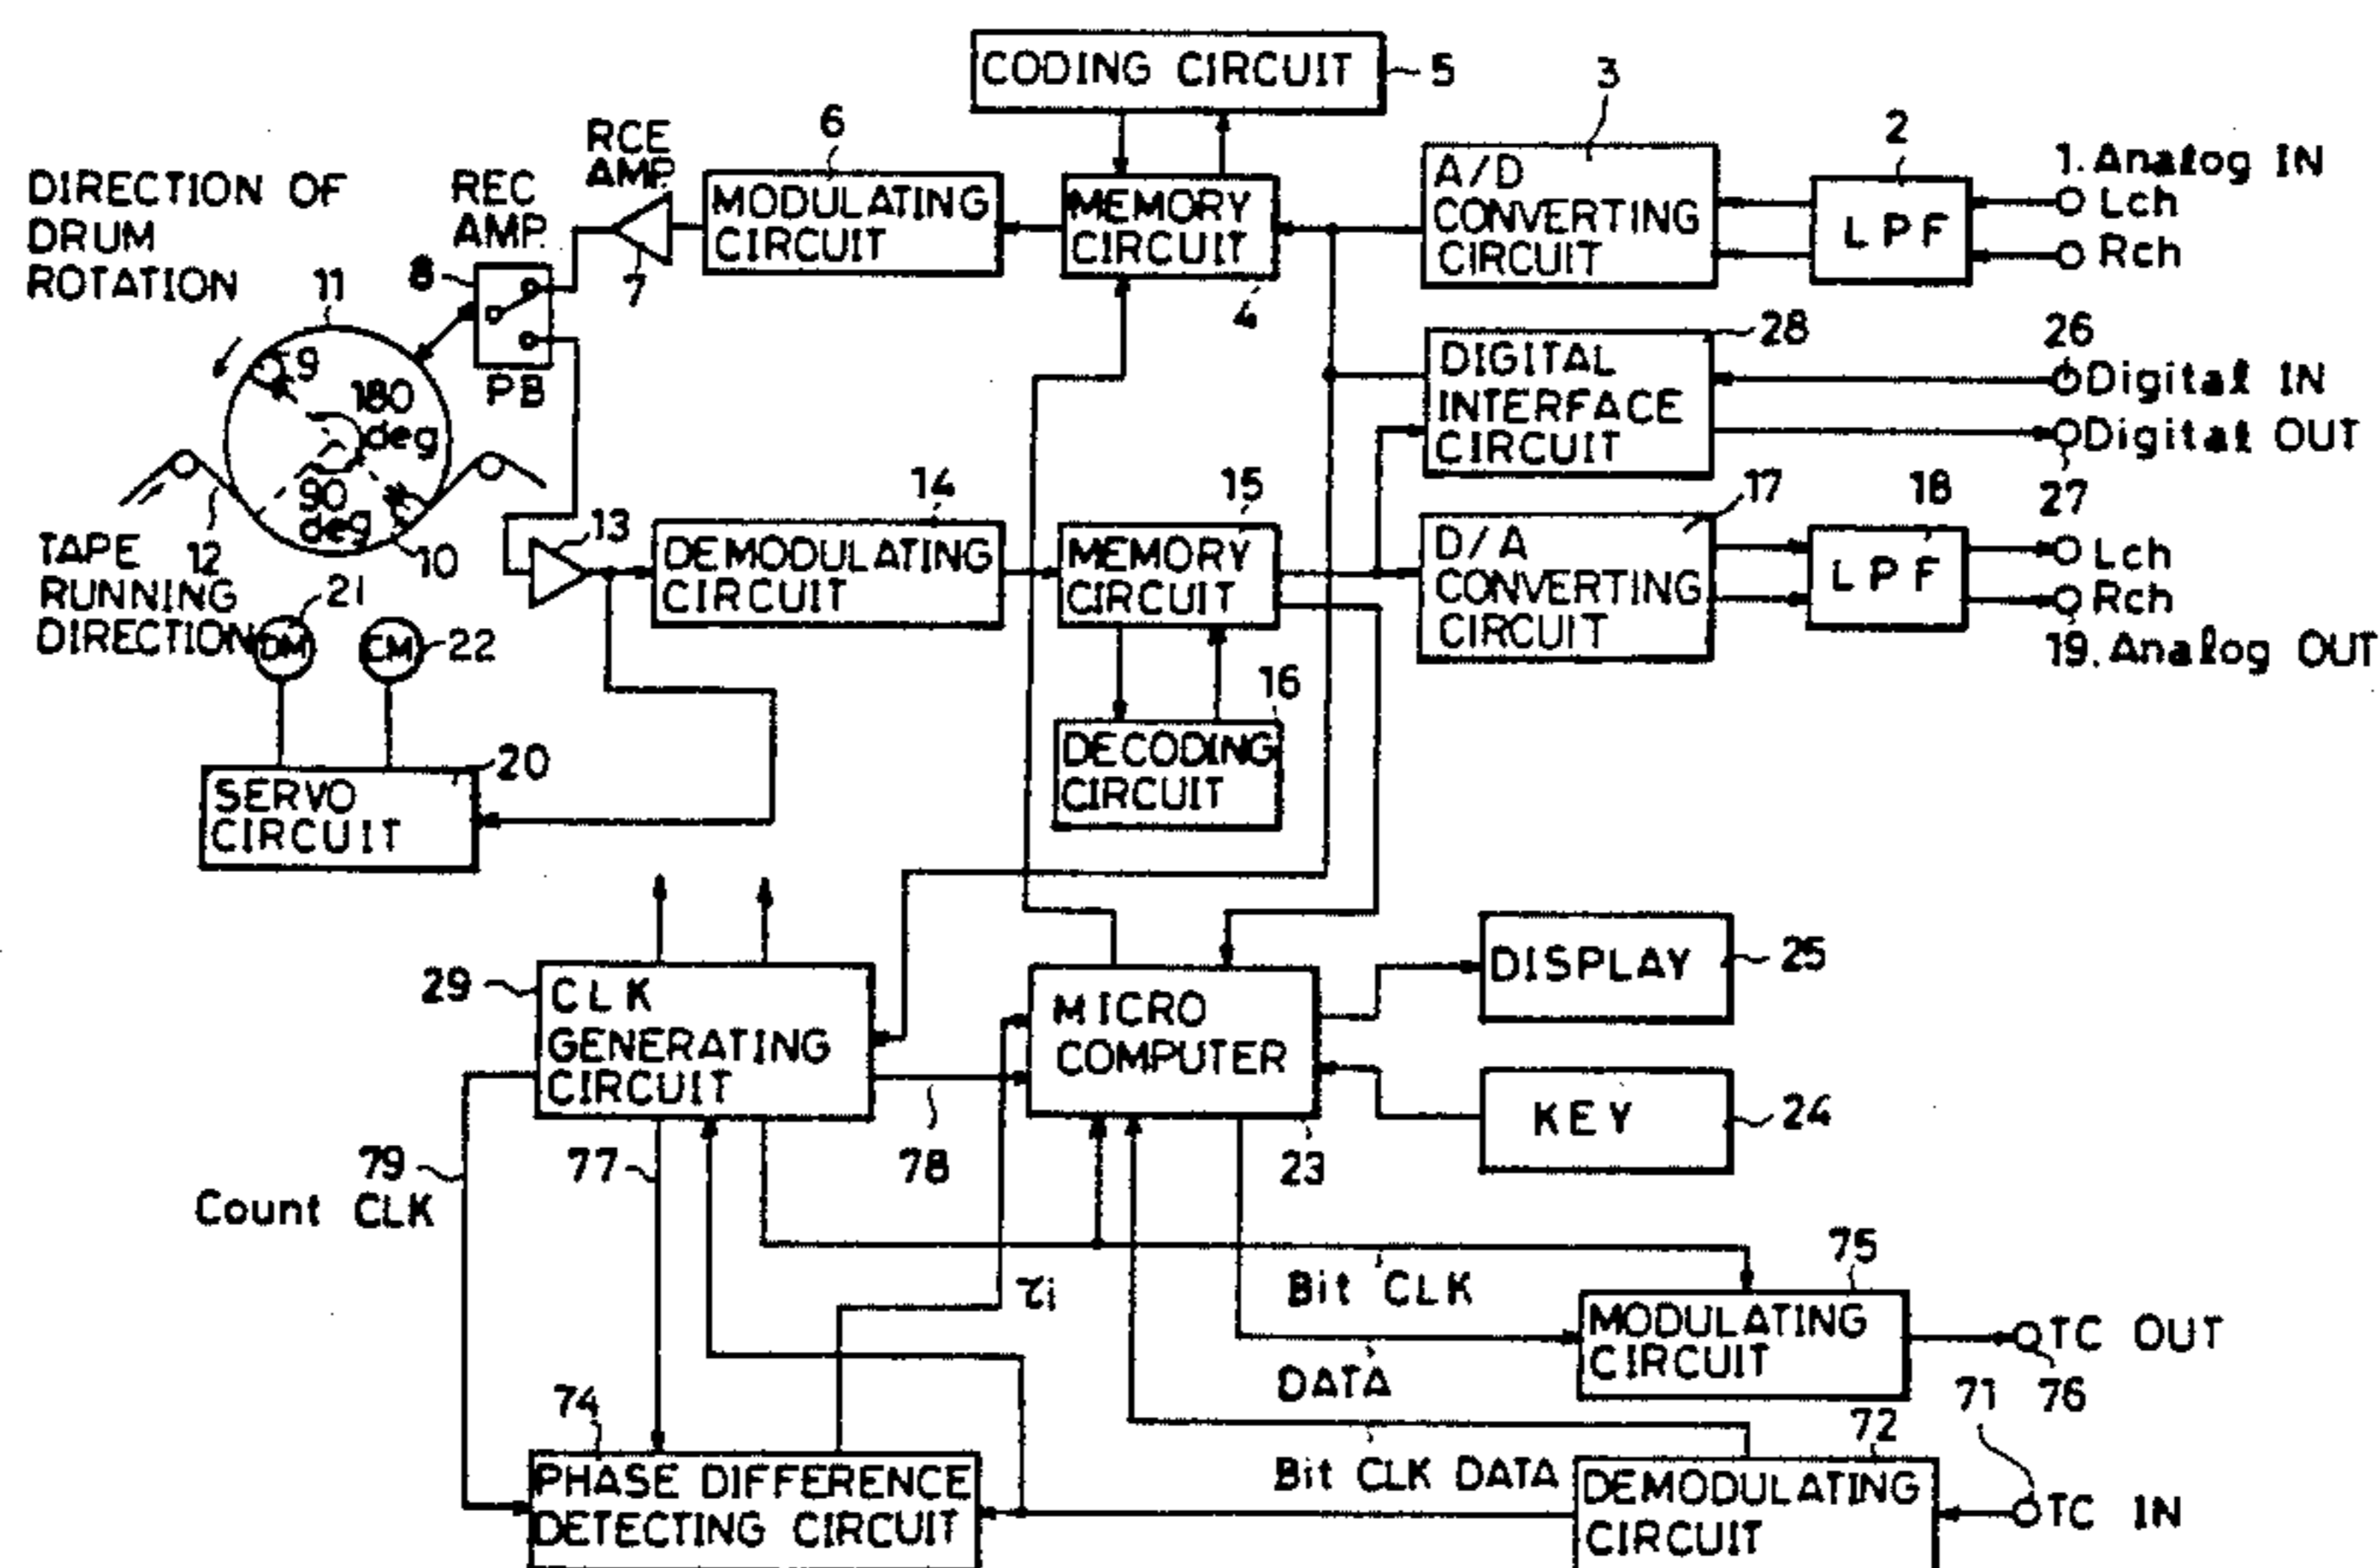 CODING CIRCUIT
5
3
6
2
RCE
AMP.
1. Analog IN
DIRECTION OF
DRUM
ROTATION
REC
AMP.
MODULATING
CIRCUIT
MEMORY
CIRCUIT
A/D
CONVERTING
CIRCUIT
LPF
Lch
Rch
8
11
7
4
28
26
9
180
deg
PB
DIGITAL
INTERFACE
CIRCUIT
Digital IN
Digital OUT
90
deg
14
15
17
18
27
TAPE
RUNNING
DIRECTION
12
10
13
DEMODULATING
CIRCUIT
MEMORY
CIRCUIT
D/A
CONVERTING
CIRCUIT
LPF
Lch
Rch
21
DM
CM
22
19. Analog OUT
16
DECODING
CIRCUIT
20
SERVO
CIRCUIT
29
CLK
GENERATING
CIRCUIT
MICRO
COMPUTER
DISPLAY
25
KEY
24
79
77
78
23
Count CLK
75
τi
Bit CLK
MODULATING
CIRCUIT
TC OUT
DATA
71
76
74
72
PHASE DIFFERENCE
DETECTING CIRCUIT
Bit CLK DATA
DEMODULATING
CIRCUIT
TC IN